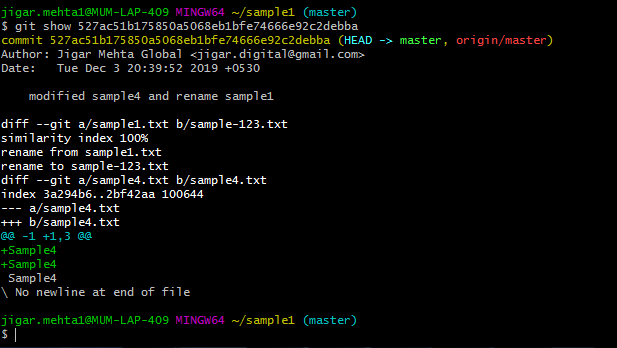 jigar.mehta1@MUM-LAP-409 MINGW64 ~/sample1 (master)
$ git show 527ac51b175850a5068eb1bfe74666e92c2debba
commit 527ac51b175850a5068eb1bfe74666e92c2debba (HEAD -> master, origin/master)
Author: Jigar Mehta Global <jigar.digital@gmail.com>
Date:   Tue Dec 3 20:39:52 2019 +0530

    modified sample4 and rename sample1

diff --git a/sample1.txt b/sample-123.txt
similarity index 100%
rename from sample1.txt
rename to sample-123.txt
diff --git a/sample4.txt b/sample4.txt
index 3a294b6..2bf42aa 100644
--- a/sample4.txt
+++ b/sample4.txt
@@ -1 +1,3 @@
+Sample4
+Sample4
 Sample4
\ No newline at end of file

jigar.mehta1@MUM-LAP-409 MINGW64 ~/sample1 (master)
$